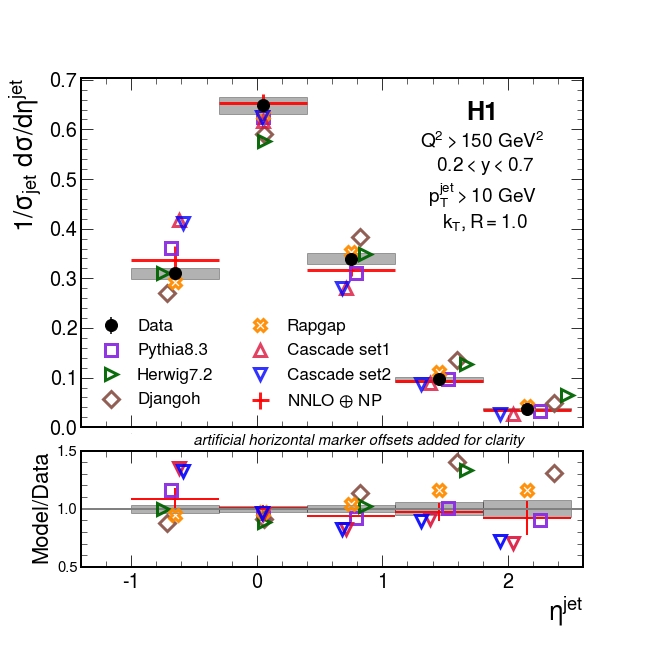 H1
Q² > 150 GeV²
0.2 < y < 0.7
p_T^jet > 10 GeV
k_T, R = 1.0
1/σ_jet dσ/dη^jet
0.7
0.6
0.5
0.4
0.3
0.2
0.1
0.0
Data
Pythia8.3
Herwig7.2
Djangoh
Rapgap
Cascade set1
Cascade set2
NNLO ⊕ NP
artificial horizontal marker offsets added for clarity
Model/Data
1.5
1.0
0.5
-1 0 1 2
η^jet